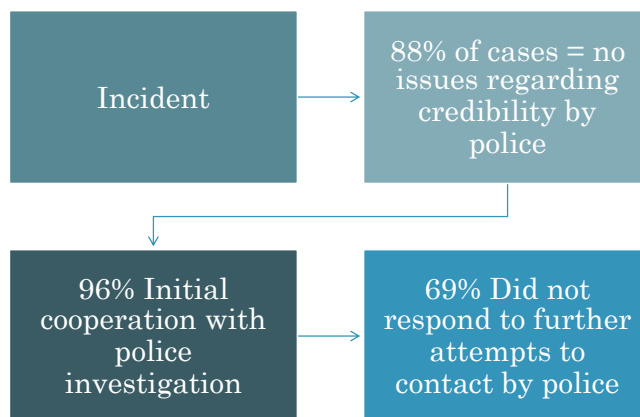 Incident
88% of cases = no
issues regarding
credibility by
police
96% Initial
cooperation with
police
investigation
69% Did not
respond to further
attempts to
contact by police